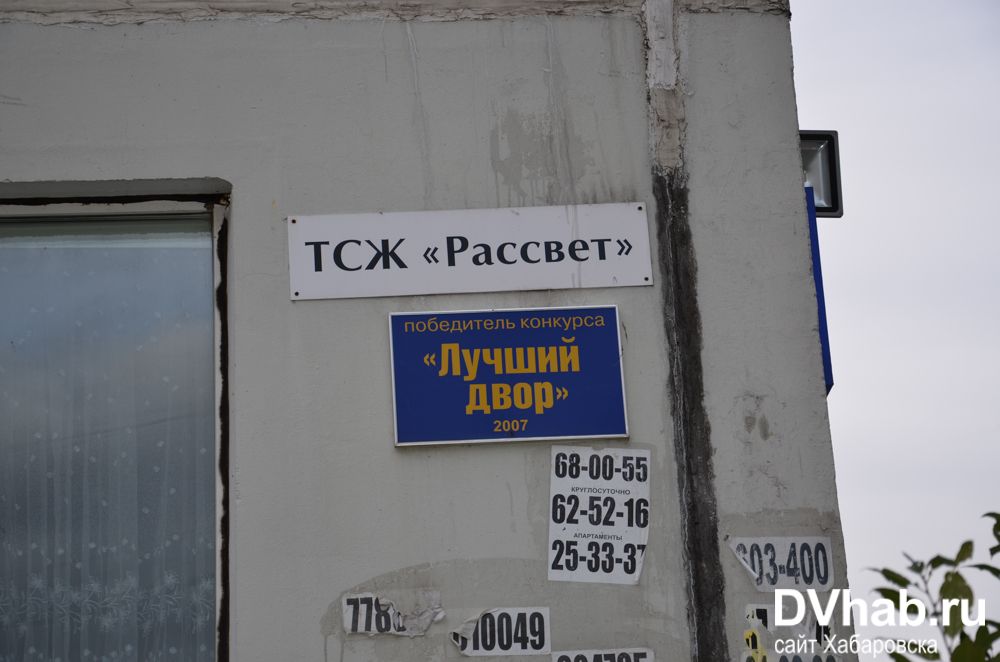 ТСЖ «Рассвет»
победитель конкурса
«Лучший
двор»
2007
68-00-55
КРУГЛОСУТОЧНО
62-52-16
АПАРТАМЕНТЫ
25-33-37
603-400
778
10049
DVhab.ru
сайт Хабаровска